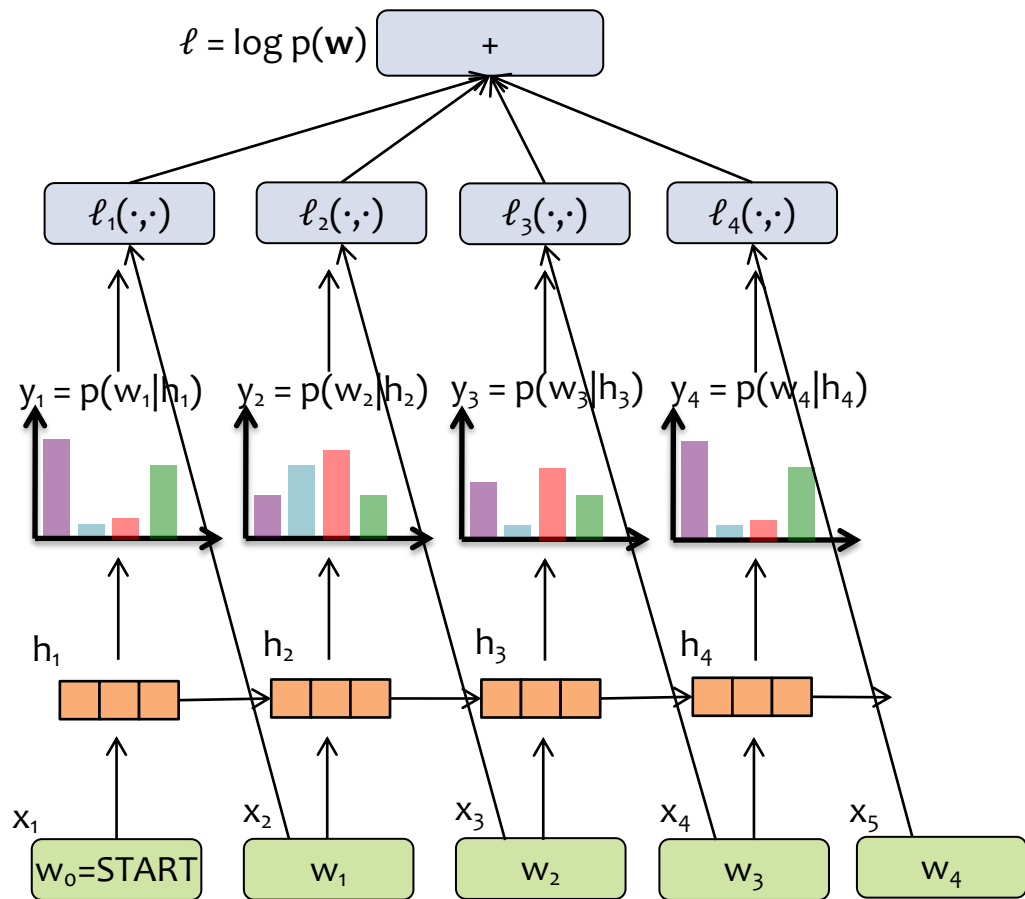 ℓ = log p(w)
+
ℓ₁(·,·)
ℓ₂(·,·)
ℓ₃(·,·)
ℓ₄(·,·)
y₁ = p(w₁|h₁)
y₂ = p(w₂|h₂)
y₃ = p(w₃|h₃)
y₄ = p(w₄|h₄)
h₁
h₂
h₃
h₄
x₁
x₂
x₃
x₄
x₅
w₀=START
w₁
w₂
w₃
w₄